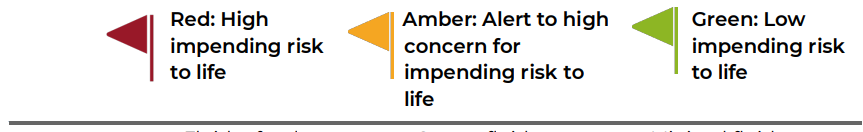 Red: High
impending risk
to life
Amber: Alert to high
concern for
impending risk to
life
Green: Low
impending risk
to life